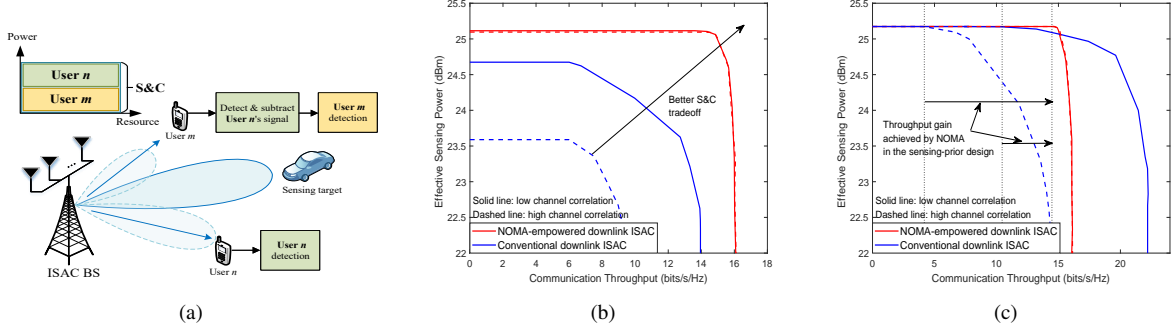 Power
User n
User m
S&C
Resource
User m
Detect & subtract
User n's signal
User m
detection
Sensing target
User n
User n
detection
ISAC BS
(a)
25.5
25
24.5
24
23.5
23
22.5
22
Effective Sensing Power (dBm)
Better S&C
tradeoff
Solid line: low channel correlation
Dashed line: high channel correlation
NOMA-empowered downlink ISAC
Conventional downlink ISAC
0 2 4 6 8 10 12 14 16 18
Communication Throughput (bits/s/Hz)
(b)
25.5
25
24.5
24
23.5
23
22.5
22
Effective Sensing Power (dBm)
Throughput gain
achieved by NOMA
in the sensing-prior design
Solid line: low channel correlation
Dashed line: high channel correlation
NOMA-empowered downlink ISAC
Conventional downlink ISAC
0 5 10 15 20
Communication Throughput (bits/s/Hz)
(c)